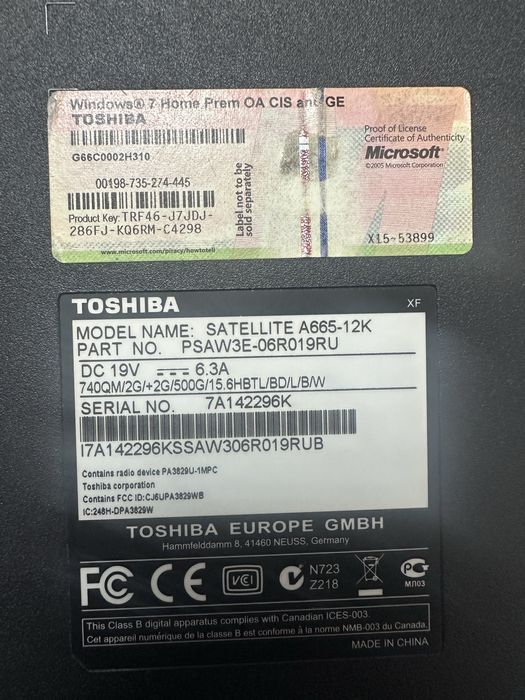 Windows® 7 Home Prem OA CIS and GE
TOSHIBA
G66C0002H310
00198-735-274-445
Product Key: TRF46-J7JDJ-
286FJ-KQ6RM-C4298
www.microsoft.com/piracy/howtotell
Label not to be
sold separately
Proof of License
Certificate of Authenticity
Microsoft®
©2005 Microsoft Corporation
X15-53899
TOSHIBA
XF
MODEL NAME: SATELLITE A665-12K
PART NO. PSAW3E-06R019RU
DC 19V 6.3A
740QM/2G/+2G/500G/15.6HBTL/BD/L/B/W
SERIAL NO. 7A142296K
I7A142296KSSAW306R019RUB
Contains radio device PA3829U-1MPC
Toshiba corporation
Contains FCC ID:CJ6UPA3829WB
IC:248H-DPA3829W
TOSHIBA EUROPE GMBH
Hammfelddamm 8, 41460 NEUSS, Germany
FC CE VCI N723
Z218
МЛ03
This Class B digital apparatus complies with Canadian ICES-003.
Cet appareil numérique de la classe B est conforme à la norme NMB-003 du Canada.
MADE IN CHINA